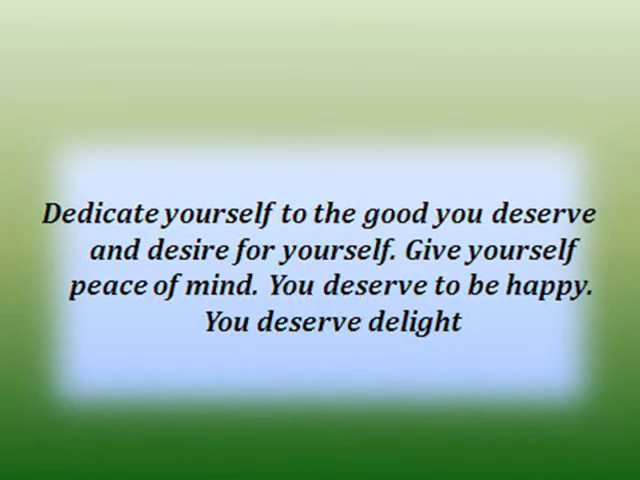 Dedicate yourself to the good you deserve
and desire for yourself. Give yourself
peace of mind. You deserve to be happy.
You deserve delight